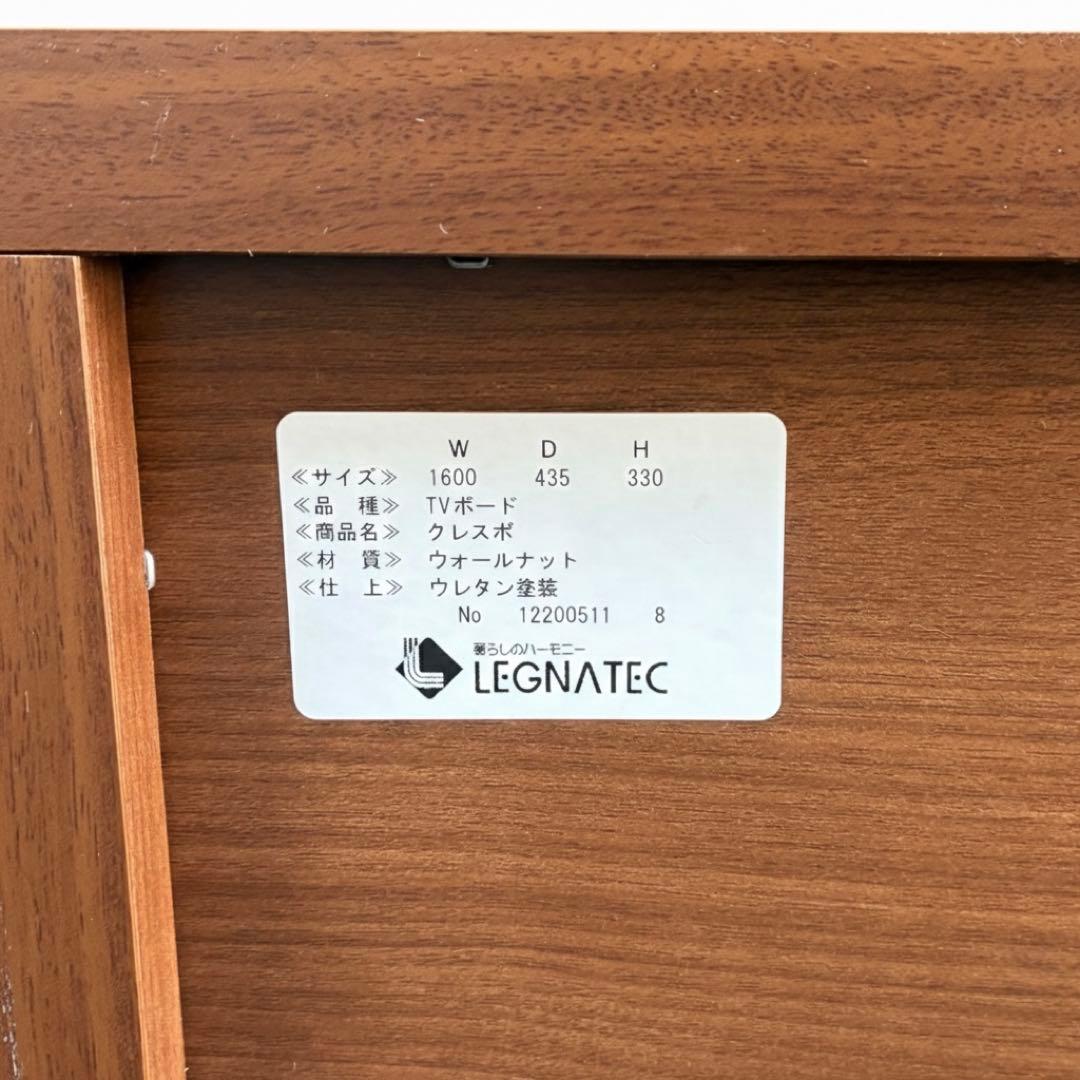 W D H
≪サイズ≫ 1600 435 330
≪品 種≫ TVボード
≪商品名≫ クレスポ
≪材 質≫ ウォールナット
≪仕 上≫ ウレタン塗装
No 12200511 8
暮らしのハーモニー
LEGNATEC